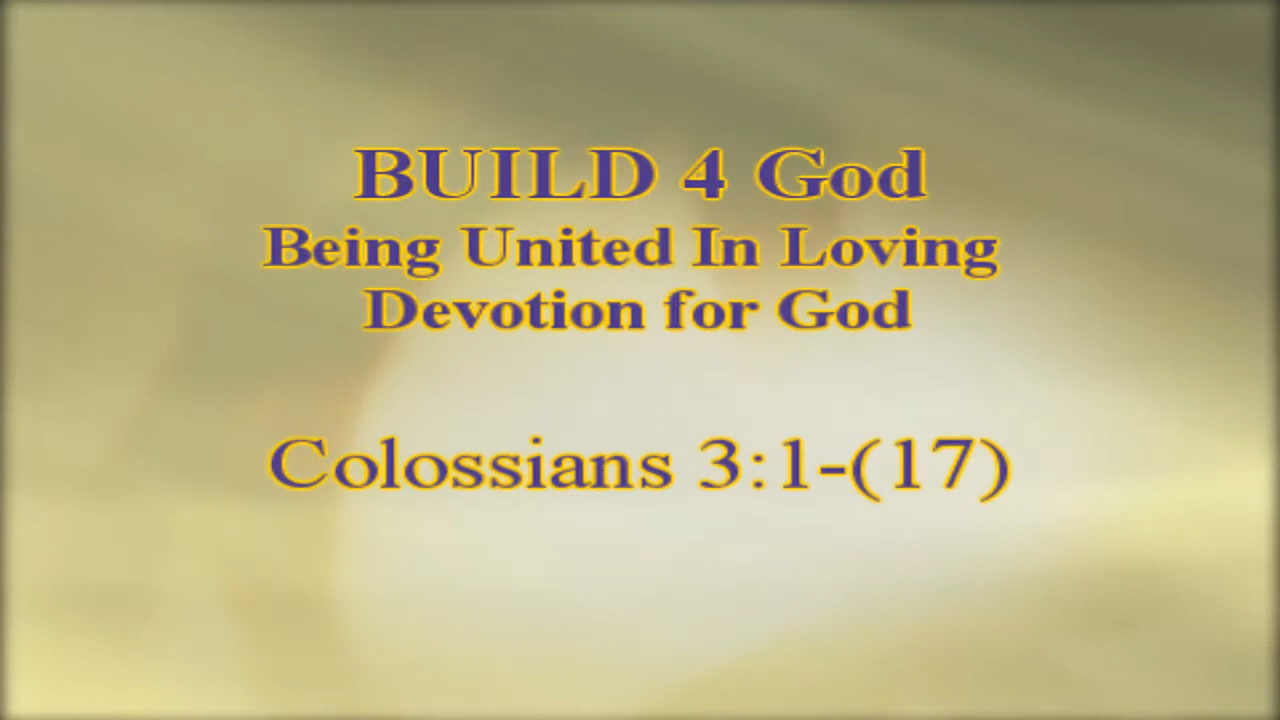 BUILD 4 God
Being United In Loving
Devotion for God
Colossians 3:1-(17)